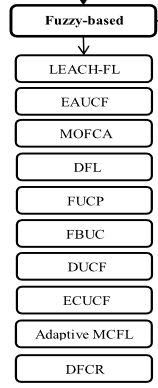 Fuzzy-based
LEACH-FL
EAUCF
MOFCA
DFL
FUCP
FBUC
DUCF
ECUCF
Adaptive MCFL
DFCR